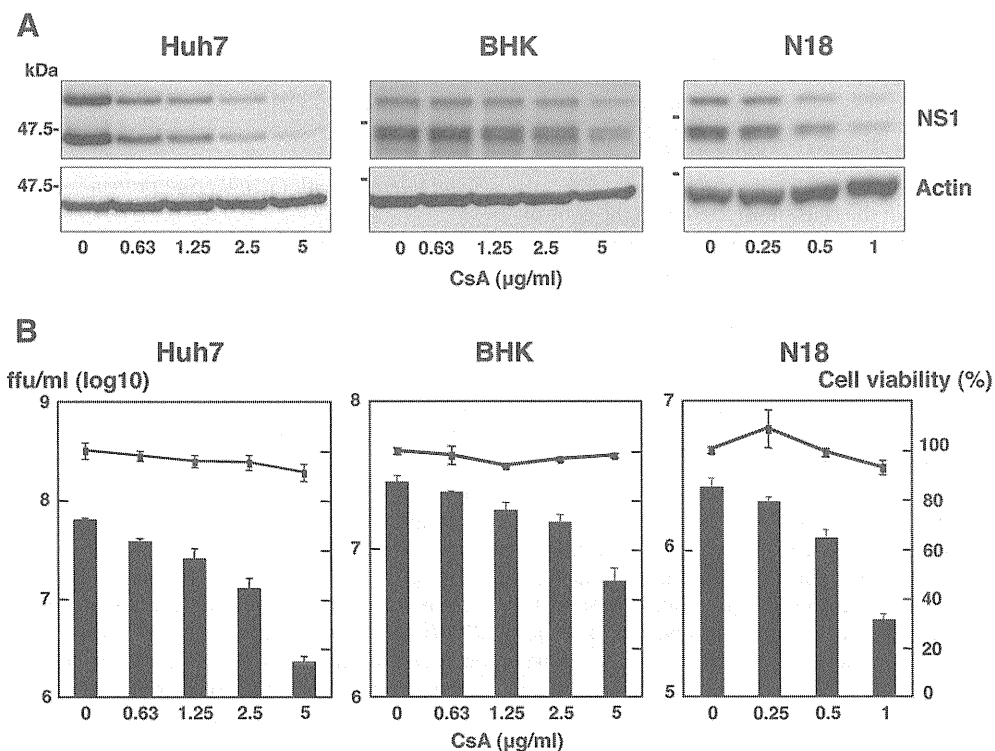 A
Huh7 BHK N18
kDa
47.5-
NS1
47.5-
Actin
0 0.63 1.25 2.5 5 0 0.63 1.25 2.5 5 0 0.25 0.5 1
CsA (µg/ml)
B
Huh7 BHK N18
ffu/ml (log10) Cell viability (%)
9 8 7
100
8 80
7 6 60
7 40
20
6 6 5 0
0 0.63 1.25 2.5 5 0 0.63 1.25 2.5 5 0 0.25 0.5 1
CsA (µg/ml)